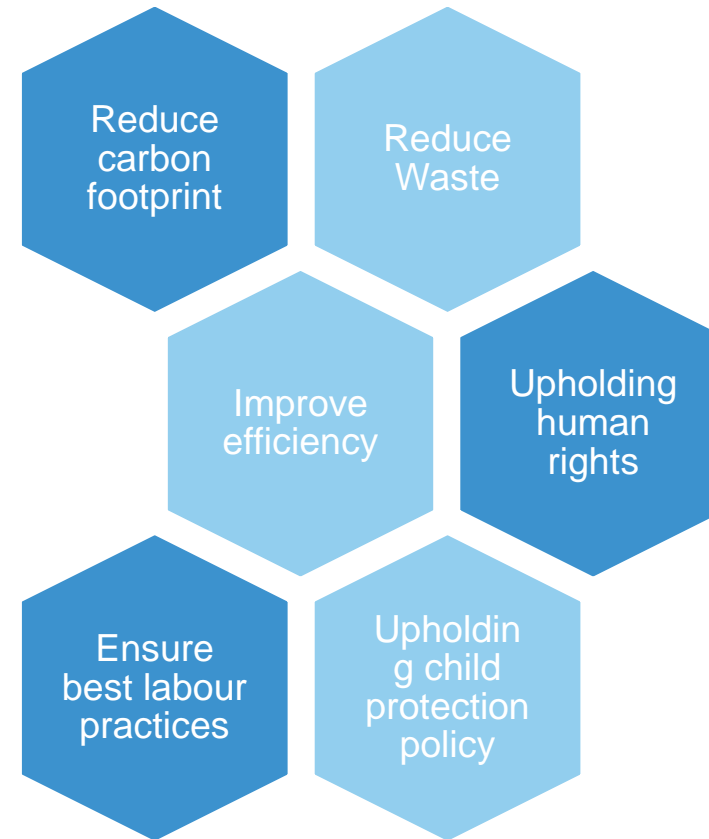 Reduce
carbon
footprint
Reduce
Waste
Improve
efficiency
Upholding
human
rights
Ensure
best labour
practices
Upholdin
g child
protection
policy